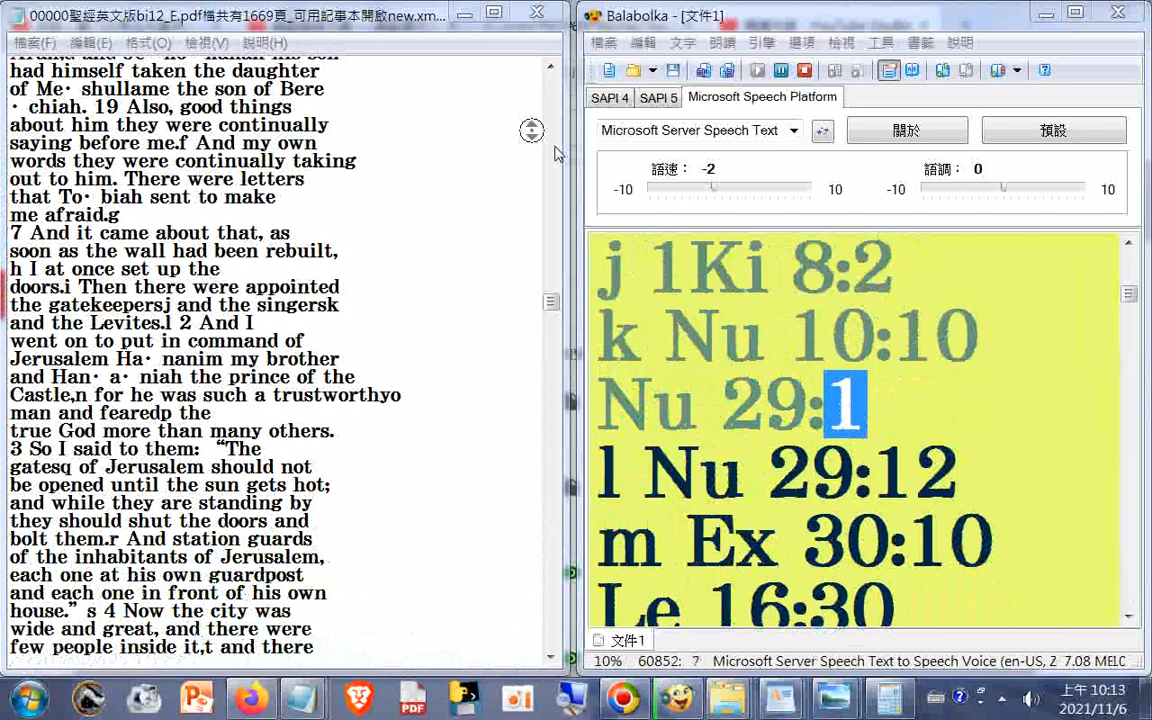 00000聖經英文版bi12_E.pdf檔共有1669頁_可用記事本開啟new.xm...
檔案(F) 編輯(E) 格式(O) 檢視(V) 說明(H)
had himself taken the daughter
of Me· shullame the son of Bere
· chiah. 19 Also, good things
about him they were continually
saying before me.f And my own
words they were continually taking
out to him. There were letters
that To· biah sent to make
me afraid.g
7 And it came about that, as
soon as the wall had been rebuilt,
h I at once set up the
doors.i Then there were appointed
the gatekeepersj and the singersk
and the Levites.l 2 And I
went on to put in command of
Jerusalem Ha· nanim my brother
and Han· a· niah the prince of the
Castle,n for he was such a trustworthyo
man and fearedp the
true God more than many others.
3 So I said to them: “The
gatesq of Jerusalem should not
be opened until the sun gets hot;
and while they are standing by
they should shut the doors and
bolt them.r And station guards
of the inhabitants of Jerusalem,
each one at his own guardpost
and each one in front of his own
house.” s 4 Now the city was
wide and great, and there were
few people inside it,t and there
Balabolka - [文件1]
檔案 編輯 文字 朗讀 引擎 選項 檢視 工具 書籤 說明
SAPI 4 SAPI 5 Microsoft Speech Platform
Microsoft Server Speech Text 關於 預設
語速: -2 語調: 0
-10 10 -10 10
j 1Ki 8:2
k Nu 10:10
Nu 29:1
l Nu 29:12
m Ex 30:10
Le 16:30
文件1
10% 60852: ? Microsoft Server Speech Text to Speech Voice (en-US, Z 7.08 MELO
PDF
上午 10:13
2021/11/6